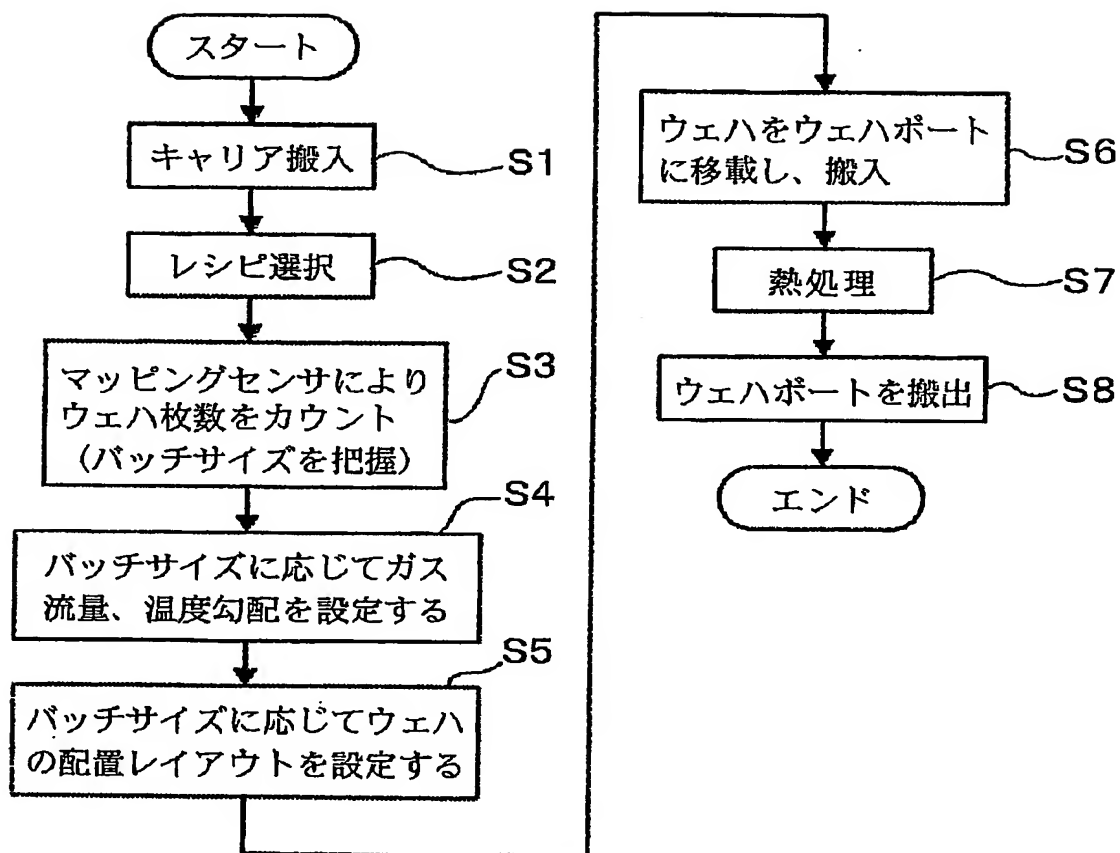 スタート
キャリア搬入
S1
レシピ選択
S2
マッピングセンサにより
ウェハ枚数をカウント
（バッチサイズを把握）
S3
バッチサイズに応じてガス
流量、温度勾配を設定する
S4
バッチサイズに応じてウェハ
の配置レイアウトを設定する
S5
ウェハをウェハポート
に移載し、搬入
S6
熱処理
S7
ウェハポートを搬出
S8
エンド